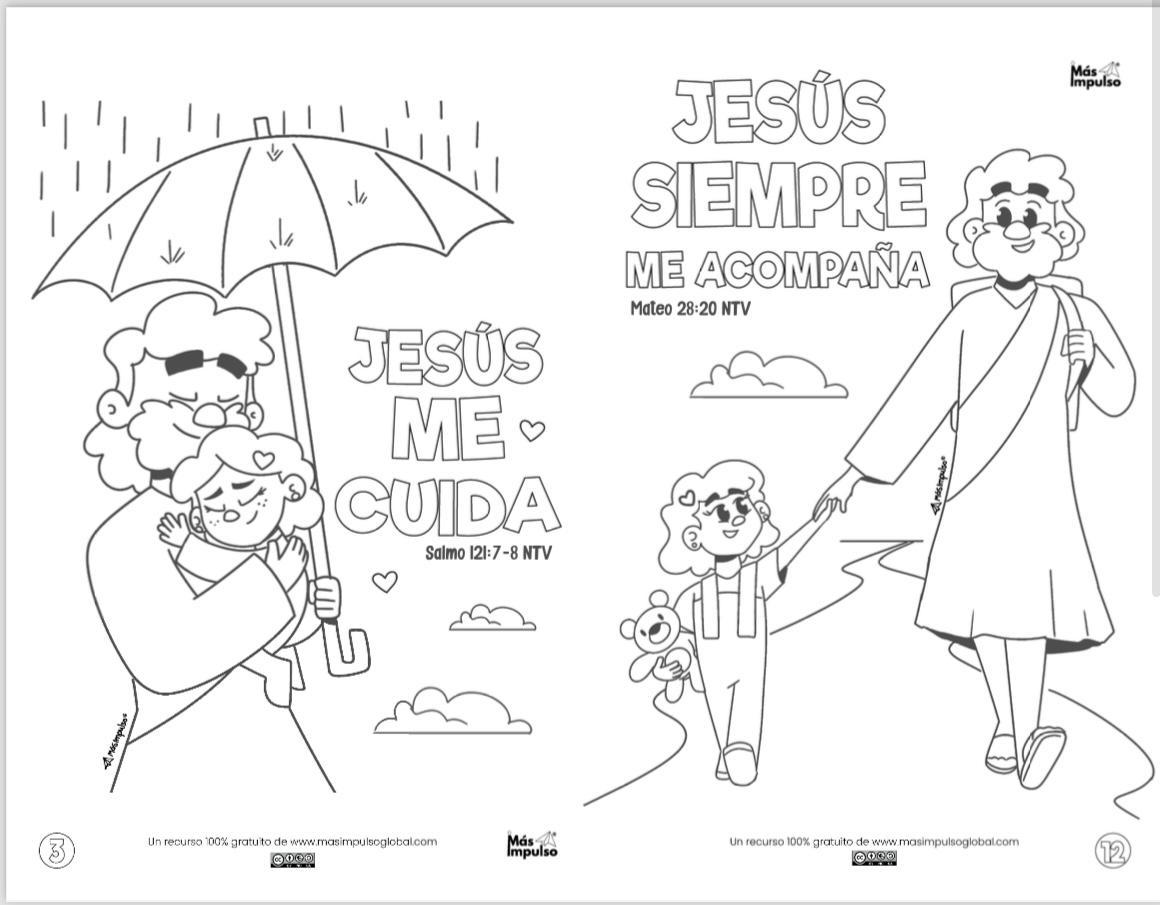 JESÚS
ME
CUIDA
Salmo 121:7-8 NTV
másimpulso®
3
Un recurso 100% gratuito de www.masimpulsoglobal.com
Más
Impulso
Más
Impulso
JESÚS
SIEMPRE
ME ACOMPAÑA
Mateo 28:20 NTV
másimpulso®
Un recurso 100% gratuito de www.masimpulsoglobal.com
12